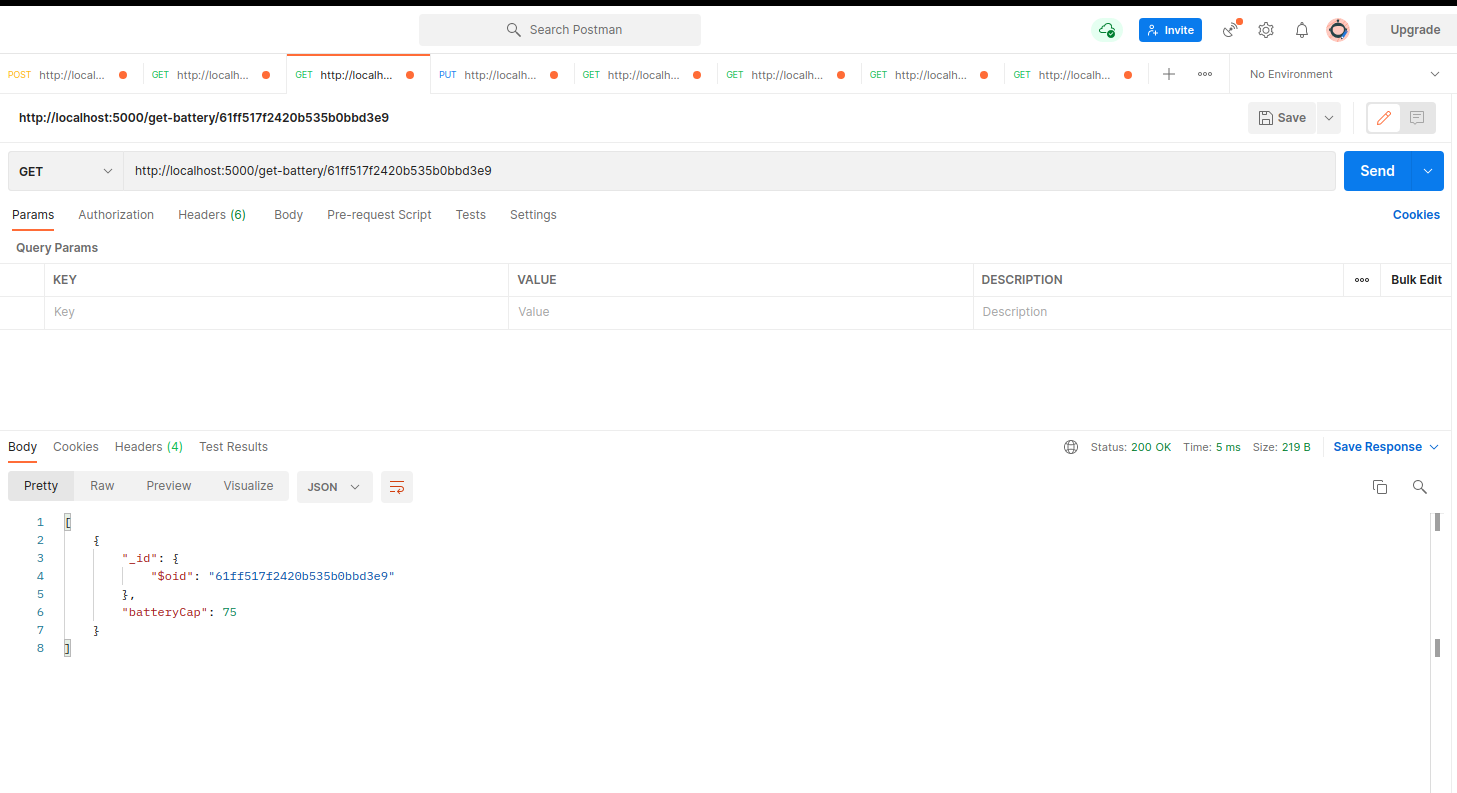 Search Postman
Invite
Upgrade
POST http://local...
GET http://localh...
GET http://localh...
PUT http://localh...
GET http://localh...
GET http://localh...
GET http://localh...
GET http://localh...
No Environment
http://localhost:5000/get-battery/61ff517f2420b535b0bbd3e9
Save
GET
http://localhost:5000/get-battery/61ff517f2420b535b0bbd3e9
Send
Params Authorization Headers (6) Body Pre-request Script Tests Settings
Cookies
Query Params
KEY VALUE DESCRIPTION Bulk Edit
Key Value Description
Body Cookies Headers (4) Test Results
Status: 200 OK Time: 5 ms Size: 219 B Save Response
Pretty Raw Preview Visualize JSON
1 [
2 {
3 "_id": {
4 "$oid": "61ff517f2420b535b0bbd3e9"
5 },
6 "batteryCap": 75
7 }
8 ]